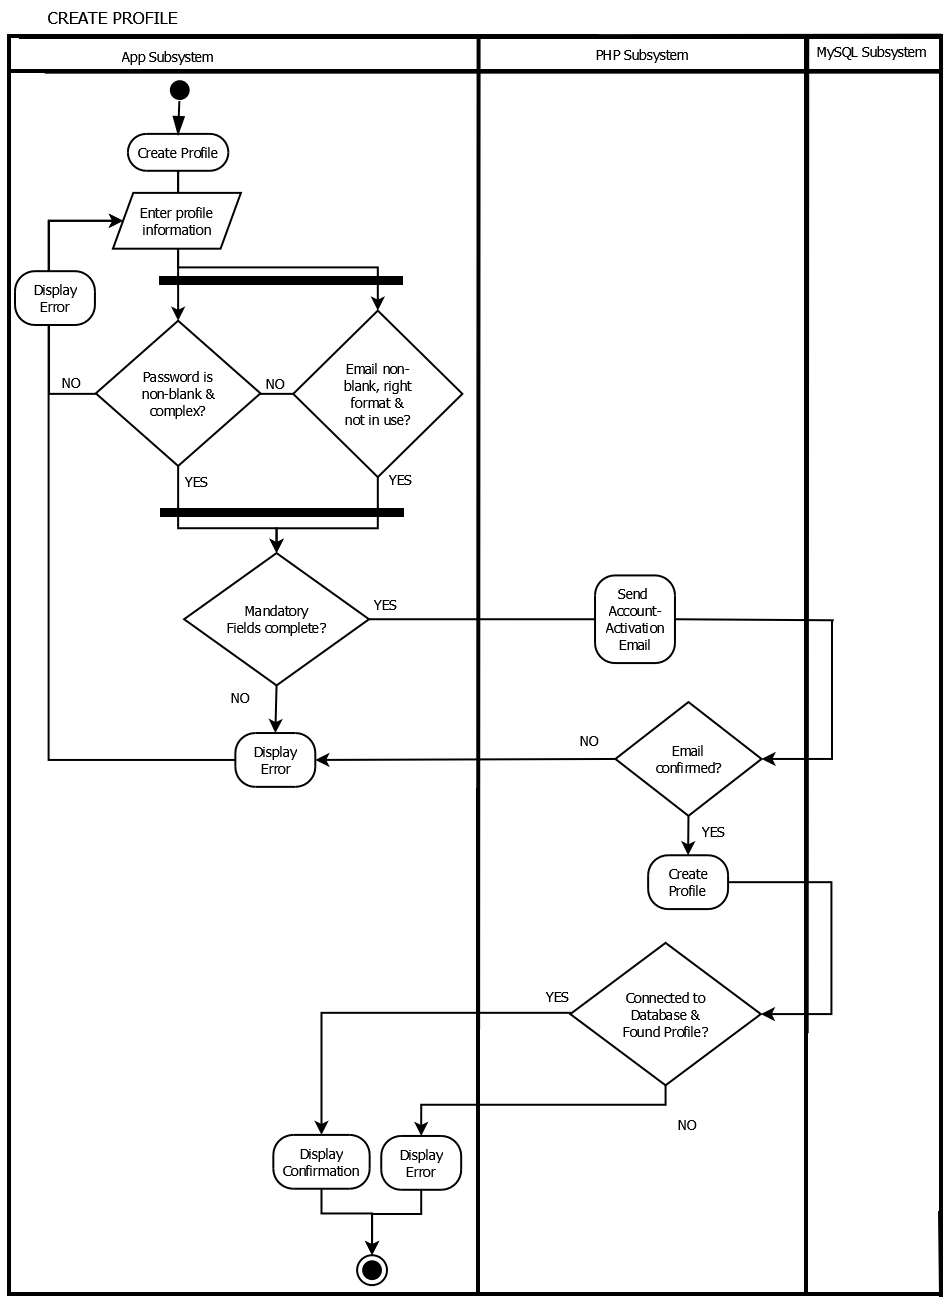 CREATE PROFILE
App Subsystem
PHP Subsystem
MySQL Subsystem
Create Profile
Enter profile
information
Display
Error
Password is
non-blank &
complex?
NO
NO
Email non-
blank, right
format &
not in use?
YES
YES
Mandatory
Fields complete?
YES
Send
Account-
Activation
Email
NO
Display
Error
NO
Email
confirmed?
YES
Create
Profile
YES
Connected to
Database &
Found Profile?
NO
Display
Confirmation
Display
Error